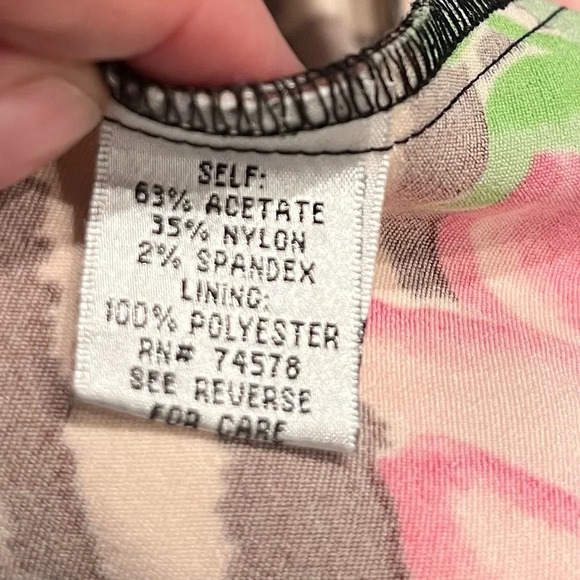 SELF:
63% ACETATE
35% NYLON
2% SPANDEX
LINING:
100% POLYESTER
RN# 74578
SEE REVERSE
FOR CARE